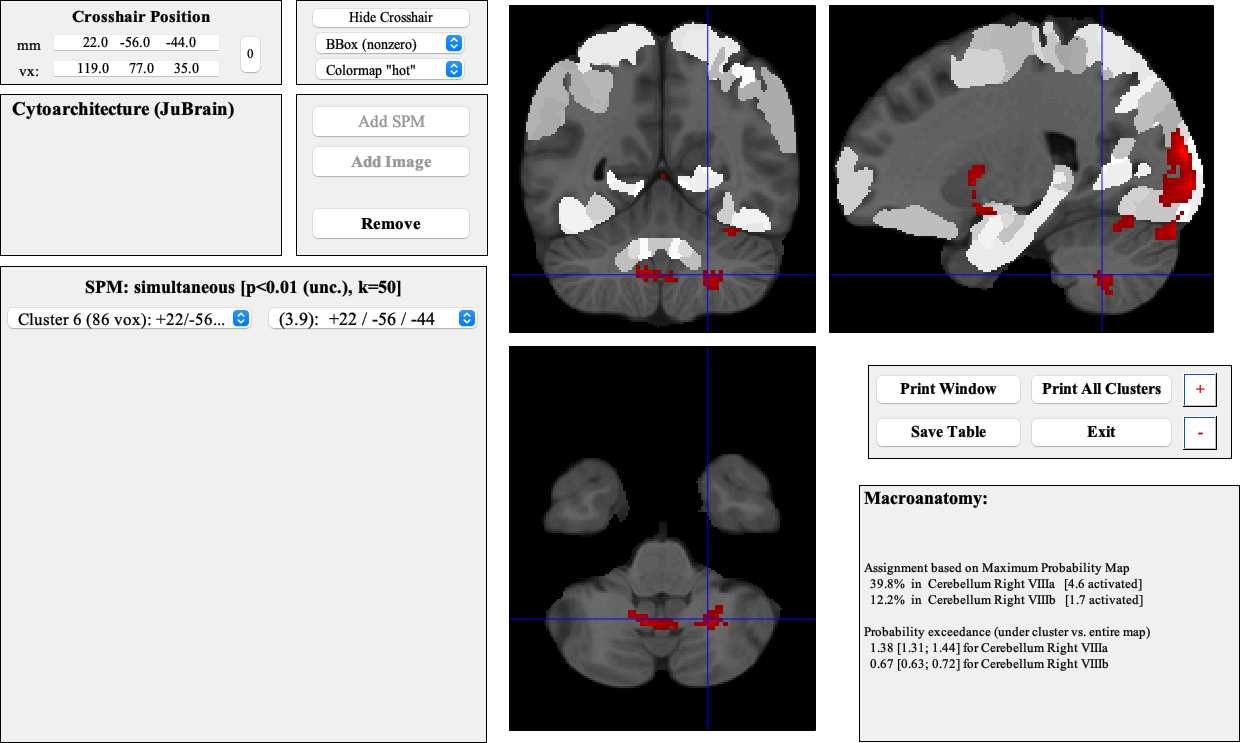 Crosshair Position
mm 22.0 -56.0 -44.0
vx: 119.0 77.0 35.0
0
Hide Crosshair
BBox (nonzero)
Colormap "hot"
Cytoarchitecture (JuBrain)
Add SPM
Add Image
Remove
SPM: simultaneous [p<0.01 (unc.), k=50]
Cluster 6 (86 vox): +22/-56... (3.9): +22 / -56 / -44
Print Window Print All Clusters +
Save Table Exit -
Macroanatomy:
Assignment based on Maximum Probability Map
39.8% in Cerebellum Right VIIIa [4.6 activated]
12.2% in Cerebellum Right VIIIb [1.7 activated]
Probability exceedance (under cluster vs. entire map)
1.38 [1.31; 1.44] for Cerebellum Right VIIIa
0.67 [0.63; 0.72] for Cerebellum Right VIIIb